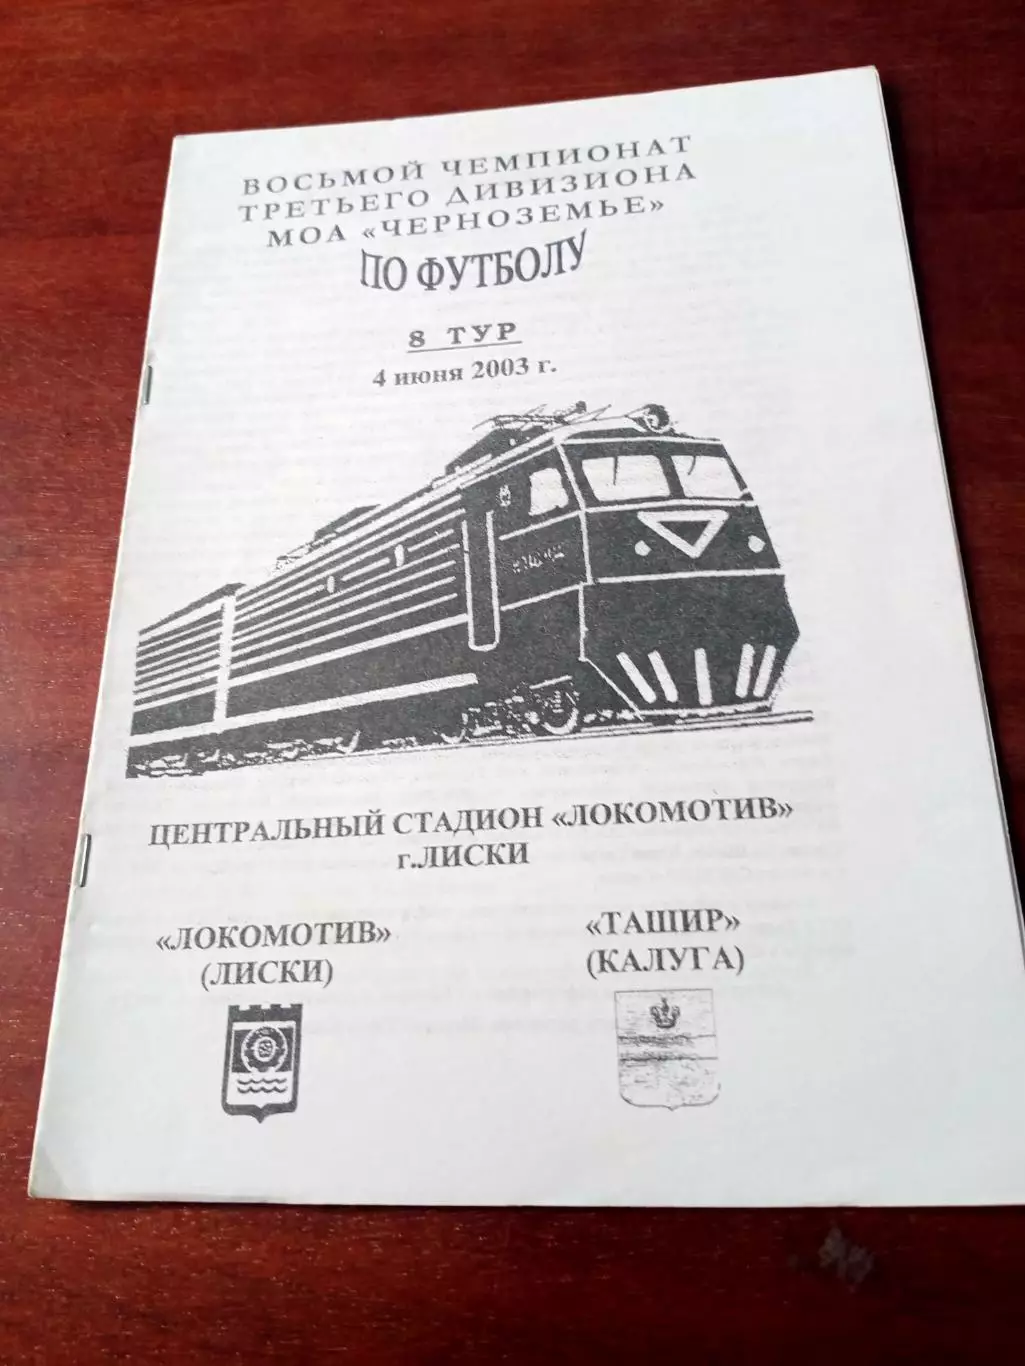 ВОСЬМОЙ ЧЕМПИОНАТ
ТРЕТЬЕГО ДИВИЗИОНА
МОА «ЧЕРНОЗЕМЬЕ»
ПО ФУТБОЛУ
8 ТУР
4 июня 2003 г.
ЦЕНТРАЛЬНЫЙ СТАДИОН «ЛОКОМОТИВ»
г.ЛИСКИ
«ЛОКОМОТИВ»
(ЛИСКИ)
«ТАШИР»
(КАЛУГА)